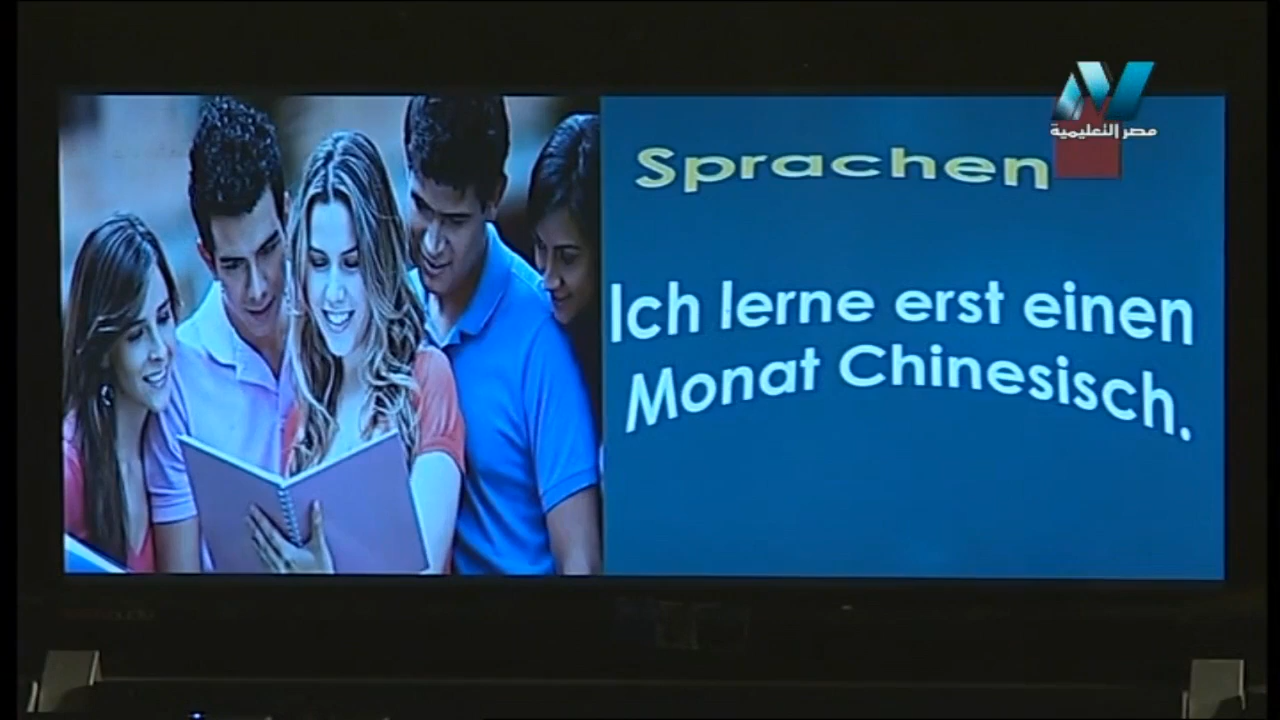 مصر التعليمية
Sprachen
Ich lerne erst einen
Monat Chinesisch.